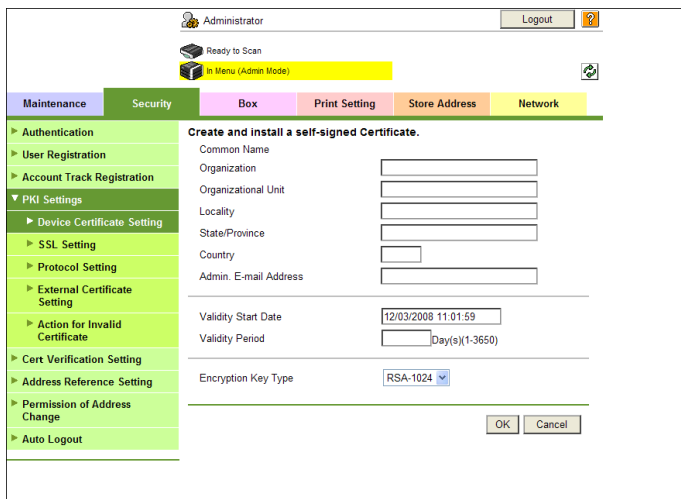 Administrator
Logout
?
Ready to Scan
In Menu (Admin Mode)
Maintenance
Security
Box
Print Setting
Store Address
Network
Authentication
User Registration
Account Track Registration
PKI Settings
Device Certificate Setting
SSL Setting
Protocol Setting
External Certificate
Setting
Action for Invalid
Certificate
Cert Verification Setting
Address Reference Setting
Permission of Address
Change
Auto Logout
Create and install a self-signed Certificate.
Common Name
Organization
Organizational Unit
Locality
State/Province
Country
Admin. E-mail Address
Validity Start Date 12/03/2008 11:01:59
Validity Period Day(s)(1-3650)
Encryption Key Type RSA-1024
OK Cancel